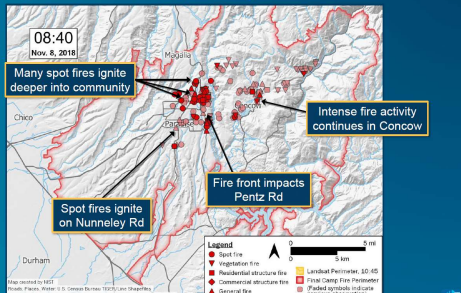 08:40
Nov. 8, 2018
Magalia
Many spot fires ignite
deeper into community
Concow
Intense fire activity
continues in Concow
Chico
Paradise
Fire front impacts
Pentz Rd
Spot fires ignite
on Nunneley Rd
Durham
Legend
Spot fire
Vegetation fire
Residential structure fire
Commercial structure fire
General fire
0 5 mi
0 5 km
Landsat Perimeter, 10:45
Final Camp Fire Perimeter
(Faded symbols indicate
Map created by NIST
Roads, Places, Water: U.S. Census Bureau TIGER/Line Shapefiles